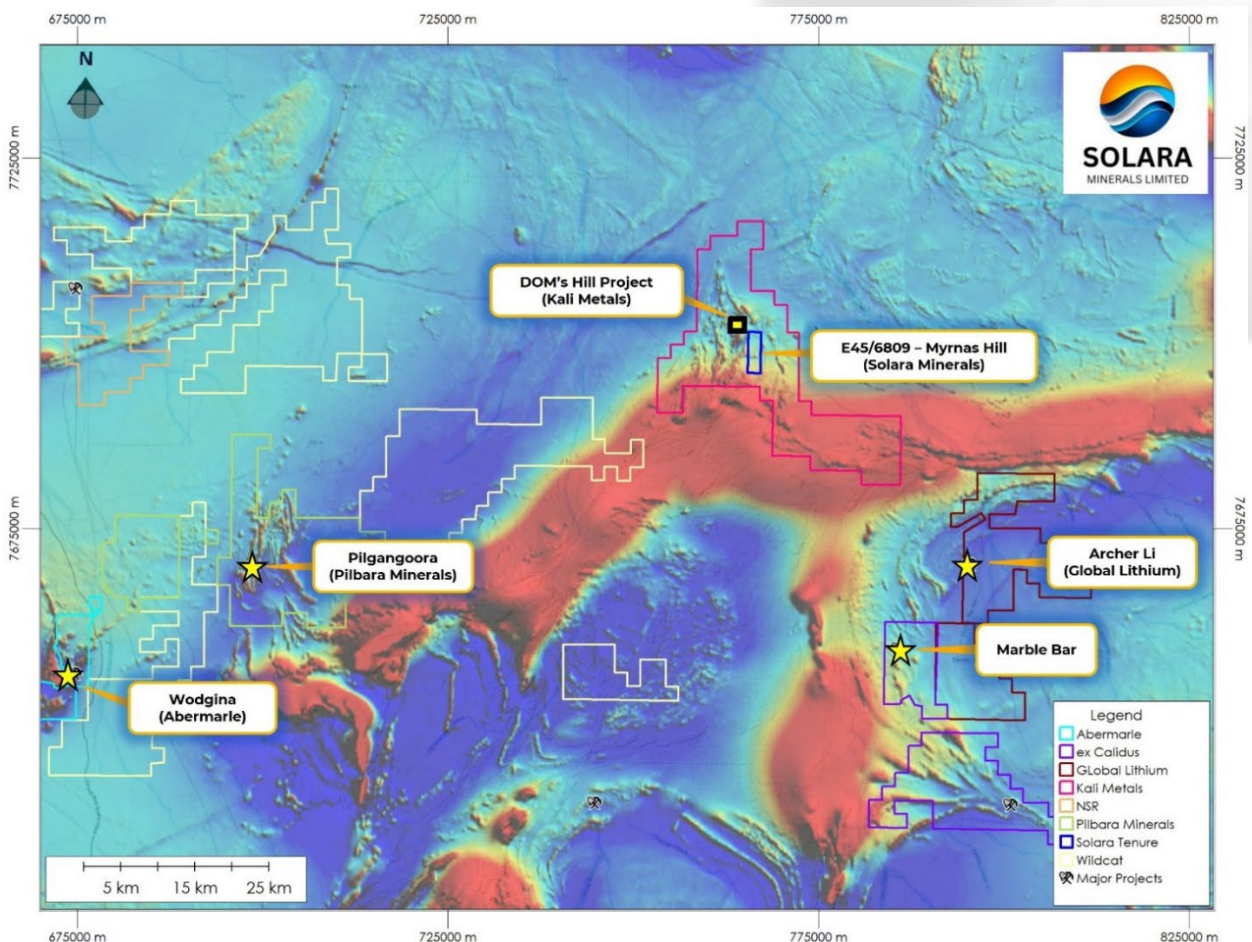 675000 m
725000 m
775000 m
825000 m
N
SOLARA
MINERALS LIMITED
7725000 m
7725000 m
DOM's Hill Project
(Kali Metals)
E45/6809 – Myrnas Hill
(Solara Minerals)
7675000 m
7675000 m
Pilgangoora
(Pilbara Minerals)
Archer Li
(Global Lithium)
Marble Bar
Wodgina
(Abermarle)
Legend
Abermarle
ex Calidus
GLobal Lithium
Kali Metals
NSR
Pilbara Minerals
Solara Tenure
Wildcat
Major Projects
5 km
15 km
25 km
675000 m
725000 m
775000 m
825000 m